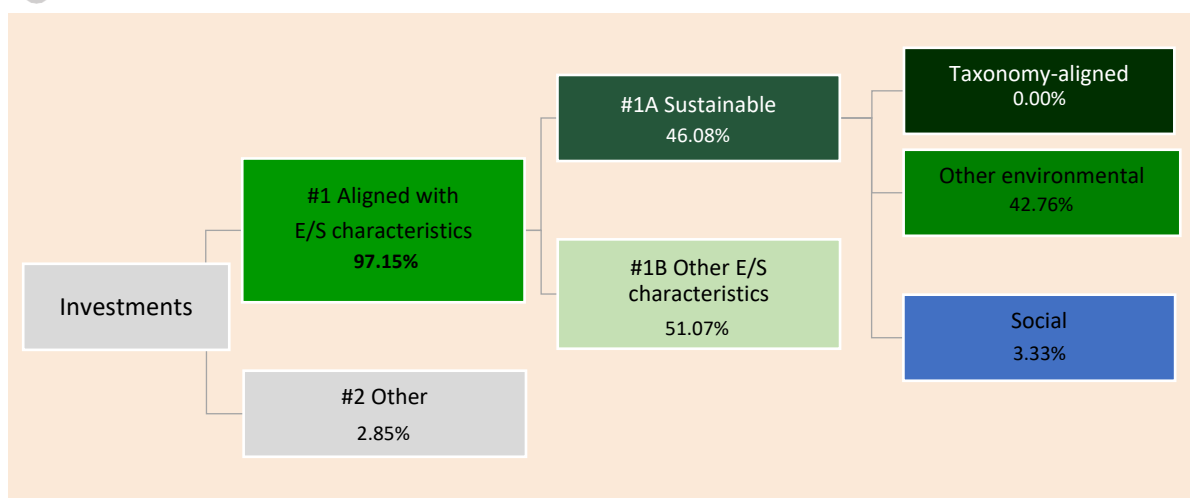 Investments
#1 Aligned with
E/S characteristics
97.15%
#2 Other
2.85%
#1A Sustainable
46.08%
#1B Other E/S
characteristics
51.07%
Taxonomy-aligned
0.00%
Other environmental
42.76%
Social
3.33%